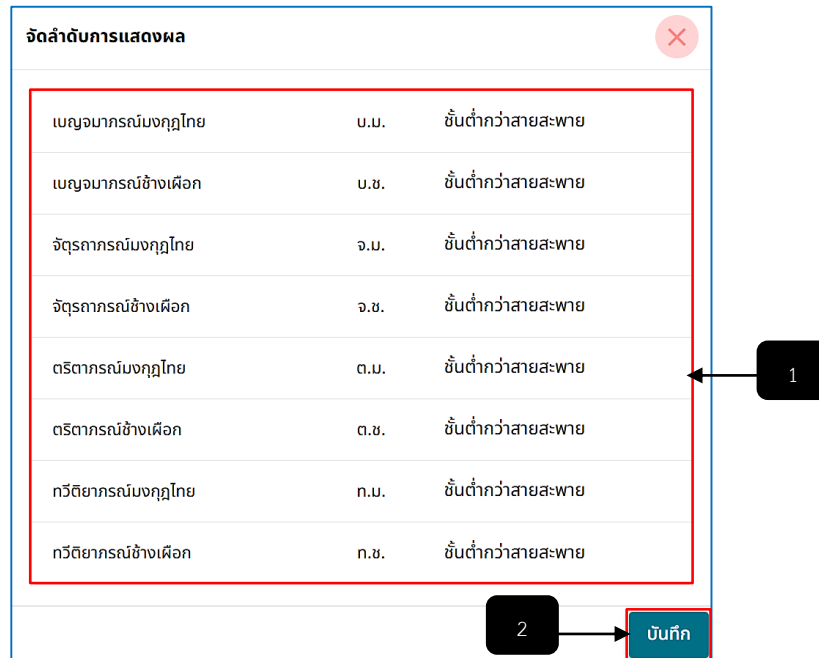 จัดลำดับการแสดงผล
เบญจมาภรณ์มงกุฎไทย บ.ม. ชั้นต่ำกว่าสายสะพาย
เบญจมาภรณ์ช้างเผือก บ.ช. ชั้นต่ำกว่าสายสะพาย
จัตุรถาภรณ์มงกุฎไทย จ.ม. ชั้นต่ำกว่าสายสะพาย
จัตุรถาภรณ์ช้างเผือก จ.ช. ชั้นต่ำกว่าสายสะพาย
ตริตาภรณ์มงกุฎไทย ต.ม. ชั้นต่ำกว่าสายสะพาย
1
ตริตาภรณ์ช้างเผือก ต.ช. ชั้นต่ำกว่าสายสะพาย
ทวีติยาภรณ์มงกุฎไทย ท.ม. ชั้นต่ำกว่าสายสะพาย
ทวีติยาภรณ์ช้างเผือก ท.ช. ชั้นต่ำกว่าสายสะพาย
2 บันทึก